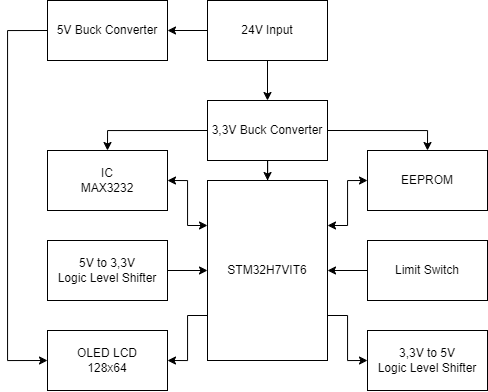 5V Buck Converter
24V Input
3,3V Buck Converter
IC
MAX3232
EEPROM
5V to 3,3V
Logic Level Shifter
STM32H7VIT6
Limit Switch
OLED LCD
128x64
3,3V to 5V
Logic Level Shifter